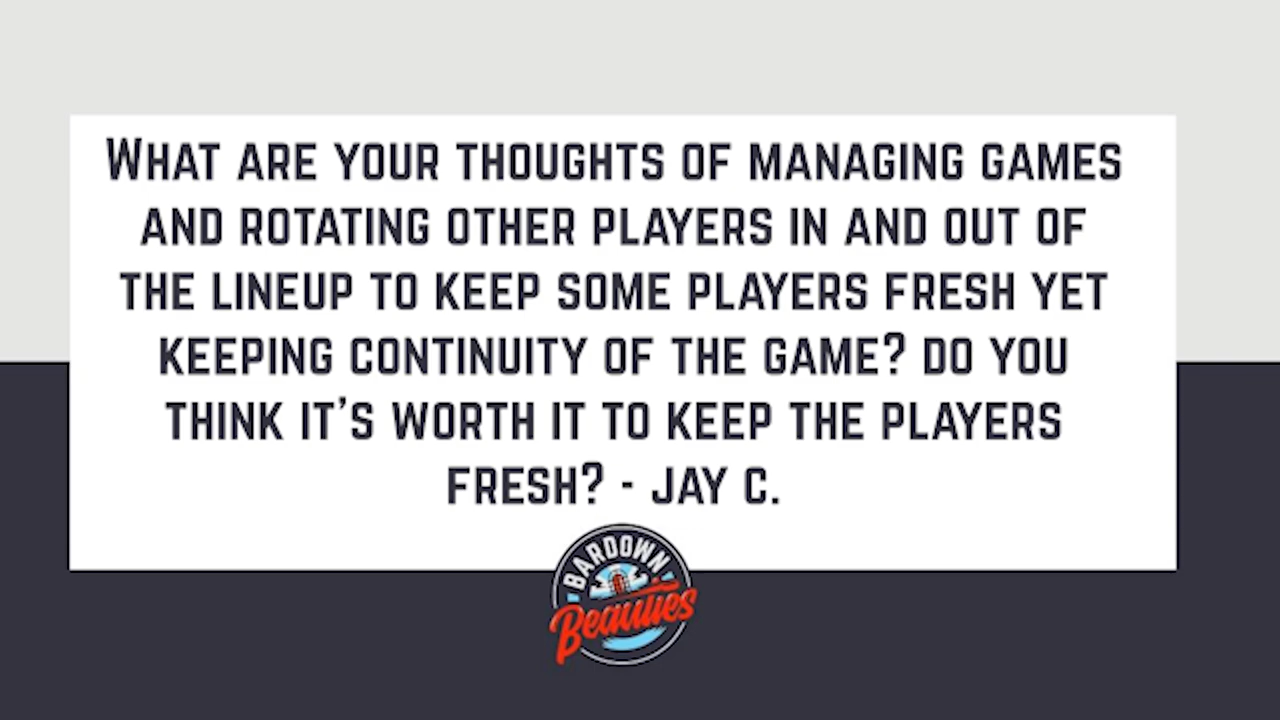 What are your thoughts of managing games
and rotating other players in and out of
the lineup to keep some players fresh yet
keeping continuity of the game? do you
think it's worth it to keep the players
fresh? - Jay C.
BARDOWN
Beauties